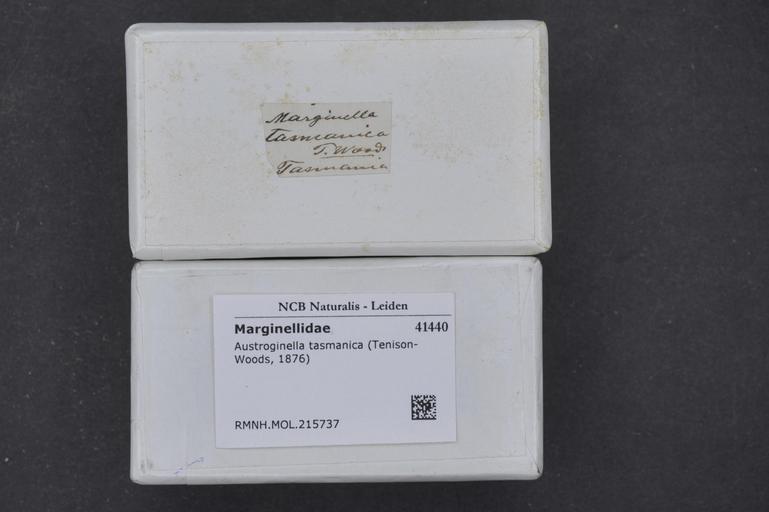 Marginella
tasmanica
T. Woods
Tasmania
NCB Naturalis - Leiden
Marginellidae 41440
Austroginella tasmanica (Tenison-
Woods, 1876)
RMNH.MOL.215737